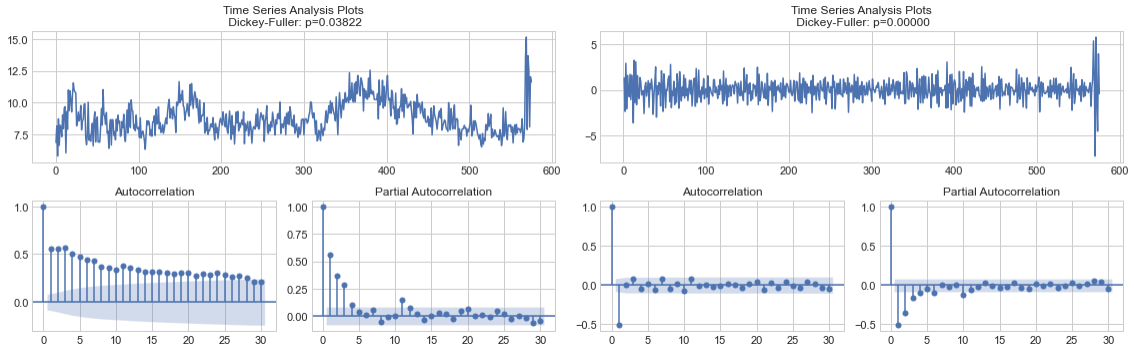 Time Series Analysis Plots
Dickey-Fuller: p=0.03822
15.0
12.5
10.0
7.5
0 100 200 300 400 500 600
Autocorrelation
1.0
0.5
0.0
0 5 10 15 20 25 30
Partial Autocorrelation
1.00
0.75
0.50
0.25
0.00
0 5 10 15 20 25 30
Time Series Analysis Plots
Dickey-Fuller: p=0.00000
5
0
−5
0 100 200 300 400 500 600
Autocorrelation
1.0
0.5
0.0
−0.5
0 5 10 15 20 25 30
Partial Autocorrelation
1.0
0.5
0.0
−0.5
0 5 10 15 20 25 30